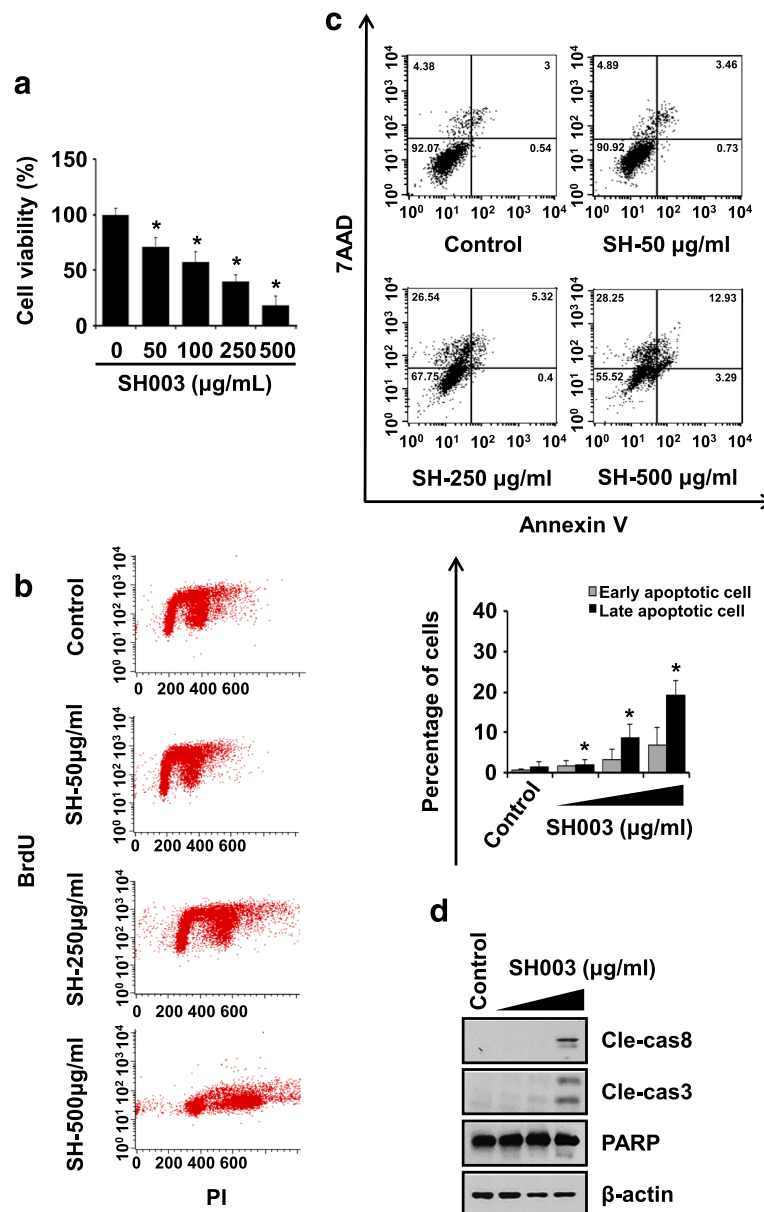 a
Cell viability (%)
150
100
50
0
* * * *
0 50 100 250 500
SH003 (µg/mL)
b
BrdU
Control
10⁰ 10¹ 10² 10³ 10⁴
0 200 400 600
SH-50µg/ml
10⁰ 10¹ 10² 10³ 10⁴
0 200 400 600
SH-250µg/ml
10⁰ 10¹ 10² 10³ 10⁴
0 200 400 600
SH-500µg/ml
10⁰ 10¹ 10² 10³ 10⁴
0 200 400 600
PI
c
7AAD
10⁰ 10¹ 10² 10³ 10⁴
4.38 3
92.07 0.54
10⁰ 10¹ 10² 10³ 10⁴
Control
10⁰ 10¹ 10² 10³ 10⁴
4.89 3.46
90.92 0.73
10⁰ 10¹ 10² 10³ 10⁴
SH-50 µg/ml
10⁰ 10¹ 10² 10³ 10⁴
26.54 5.32
67.75 0.4
10⁰ 10¹ 10² 10³ 10⁴
SH-250 µg/ml
10⁰ 10¹ 10² 10³ 10⁴
28.25 12.93
55.52 3.29
10⁰ 10¹ 10² 10³ 10⁴
SH-500 µg/ml
Annexin V
Percentage of cells
Early apoptotic cell
Late apoptotic cell
40
30
20
10
0
* * *
Control
SH003 (µg/ml)
d
Control
SH003 (µg/ml)
Cle-cas8
Cle-cas3
PARP
β-actin